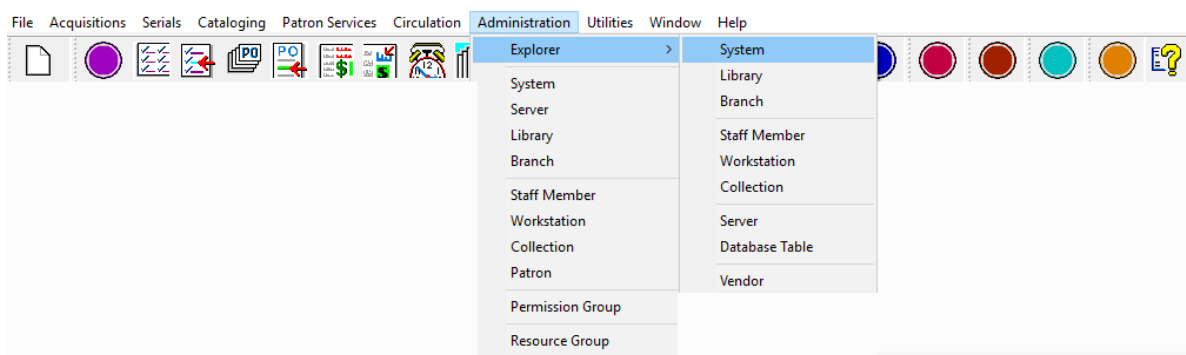 File Acquisitions Serials Cataloging Patron Services Circulation Administration Utilities Window Help
PO
PO
12
Explorer >
System
Server
Library
Branch
Staff Member
Workstation
Collection
Patron
Permission Group
Resource Group
System
Library
Branch
Staff Member
Workstation
Collection
Server
Database Table
Vendor